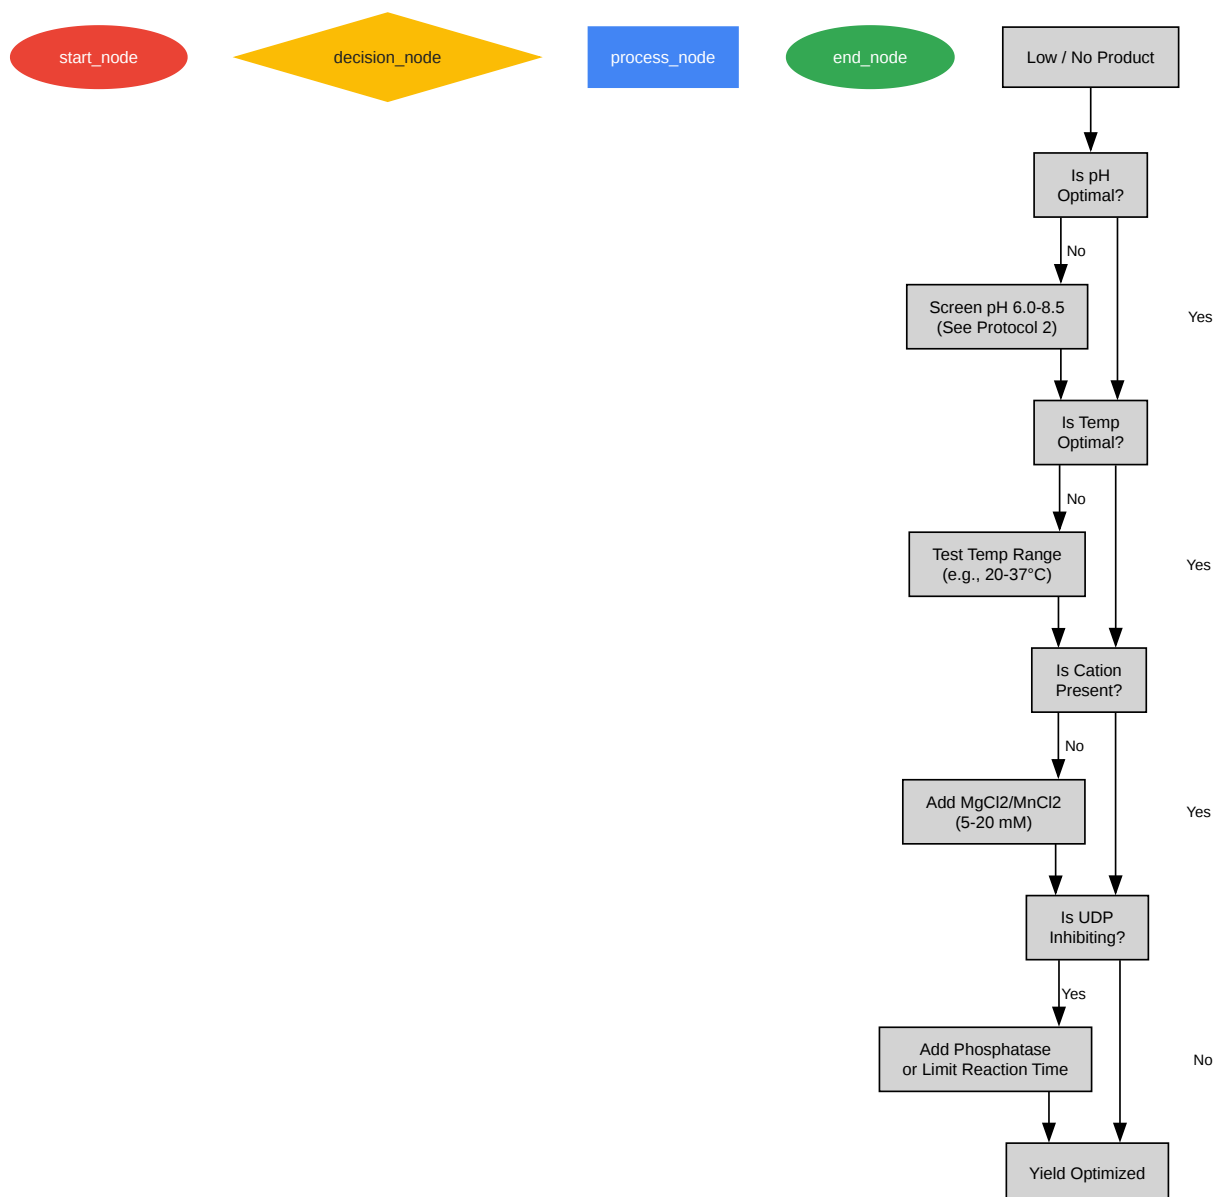 start_node
decision_node
process_node
end_node
Low / No Product
Is pH
Optimal?
No
Screen pH 6.0-8.5
(See Protocol 2)
Yes
Is Temp
Optimal?
No
Test Temp Range
(e.g., 20-37°C)
Yes
Is Cation
Present?
No
Add MgCl2/MnCl2
(5-20 mM)
Yes
Is UDP
Inhibiting?
Yes
Add Phosphatase
or Limit Reaction Time
No
Yield Optimized